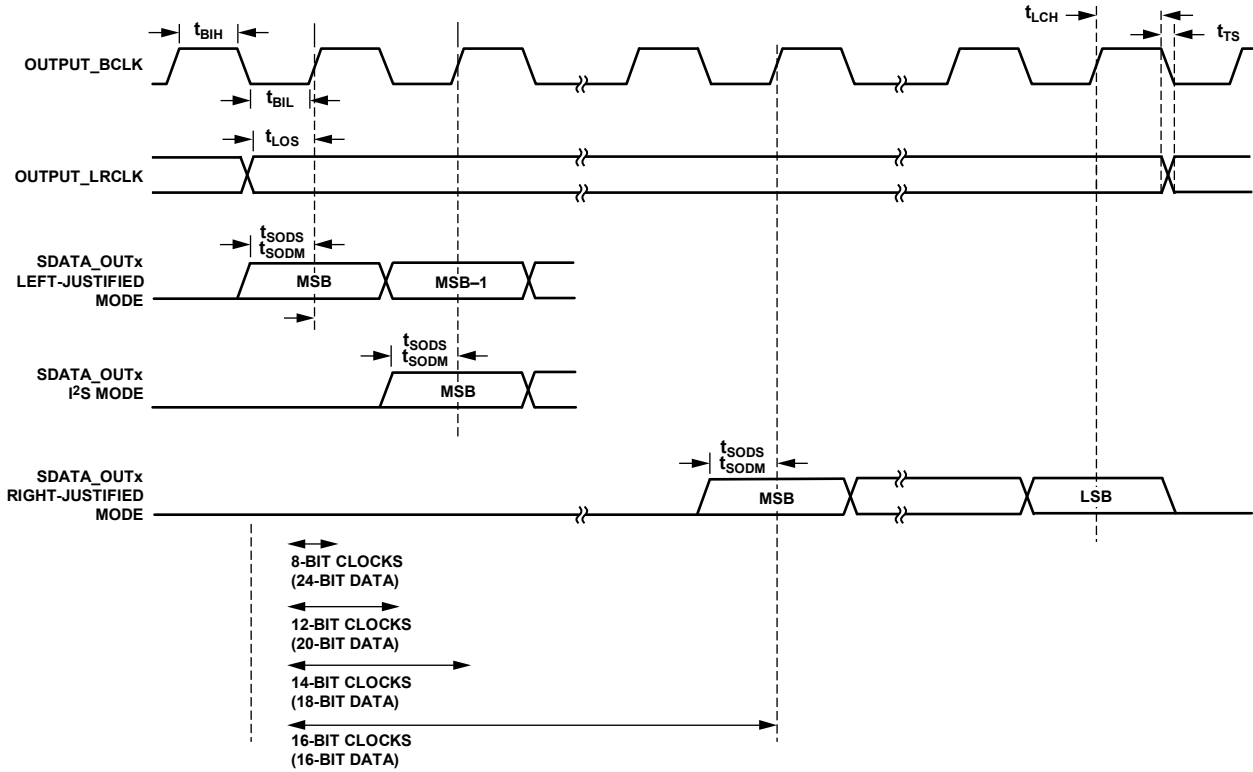 tBIH
tLCH
tTS
OUTPUT_BCLK
tBIL
tLOS
OUTPUT_LRCLK
tSODS
tSODM
SDATA_OUTx
LEFT-JUSTIFIED
MODE
MSB
MSB–1
tSODS
tSODM
SDATA_OUTx
I2S MODE
MSB
tSODS
tSODM
SDATA_OUTx
RIGHT-JUSTIFIED
MODE
MSB
LSB
8-BIT CLOCKS
(24-BIT DATA)
12-BIT CLOCKS
(20-BIT DATA)
14-BIT CLOCKS
(18-BIT DATA)
16-BIT CLOCKS
(16-BIT DATA)